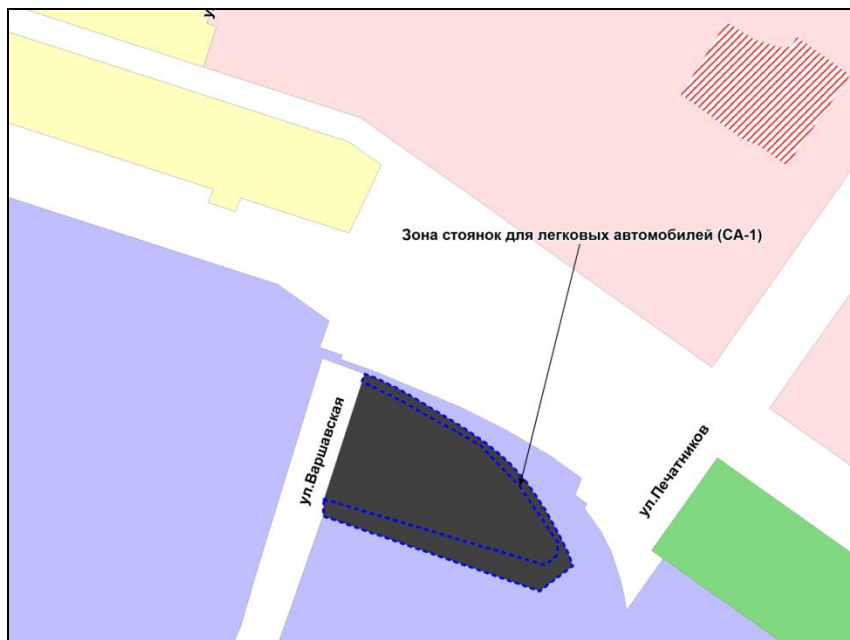 Зона стоянок для легковых автомобилей (СА-1)
ул.Варшавская
ул.Печатников